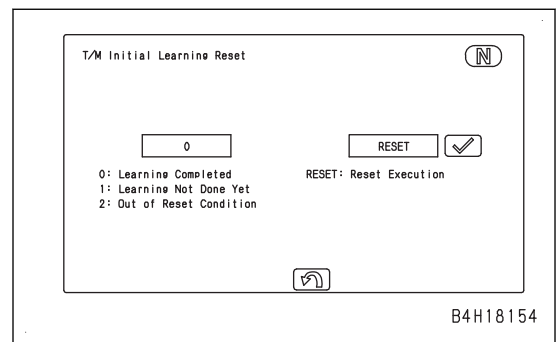 T/M Initial Learning Reset
N
0
RESET
0: Learning Completed
RESET: Reset Execution
1: Learning Not Done Yet
2: Out of Reset Condition
B4H18154